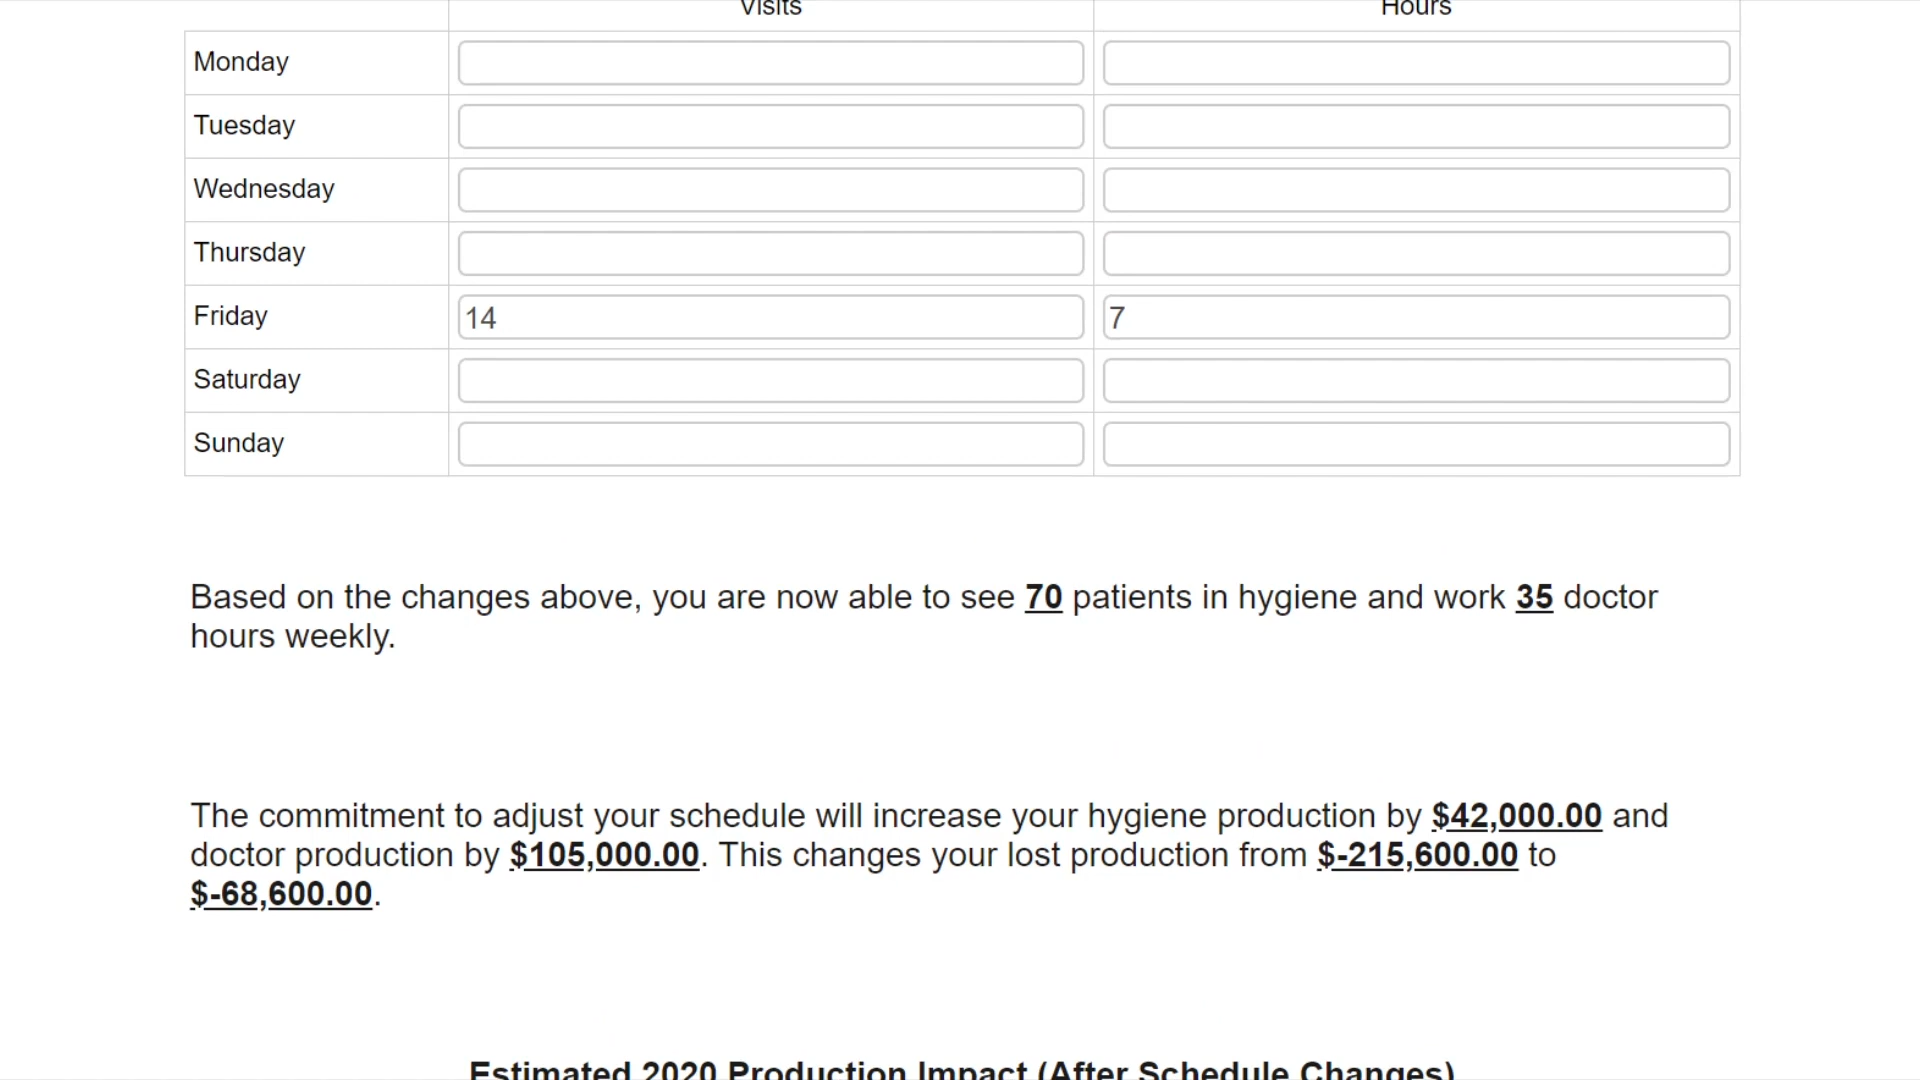 Visits Hours
Monday
Tuesday
Wednesday
Thursday
Friday 14 7
Saturday
Sunday
Based on the changes above, you are now able to see 70 patients in hygiene and work 35 doctor
hours weekly.
The commitment to adjust your schedule will increase your hygiene production by $42,000.00 and
doctor production by $105,000.00. This changes your lost production from $-215,600.00 to
$-68,600.00.
Estimated 2020 Production Impact (After Schedule Changes)